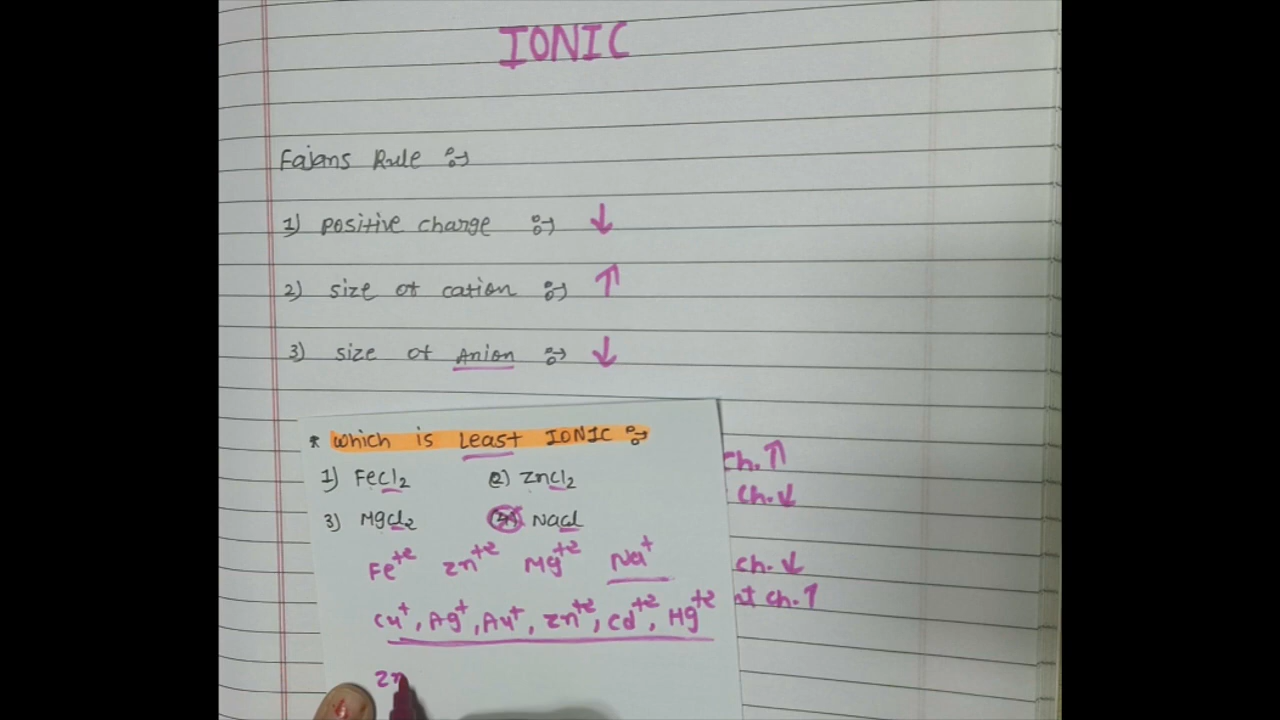 IONIC
Fajans Rule :→
1) positive charge :→ ↓
2) size of cation :→ ↑
3) size of Anion :→ ↓
* which is Least IONIC :→
1) FeCl2 2) ZnCl2
3) MgCl2 4) NaCl
Fe+2 Zn+2 Mg+2 Na+
Cu+, Ag+, Au+, Zn+2, Cd+2, Hg+2
Zn
ch. ↑
ch. ↓
ch. ↓
ch. ↑